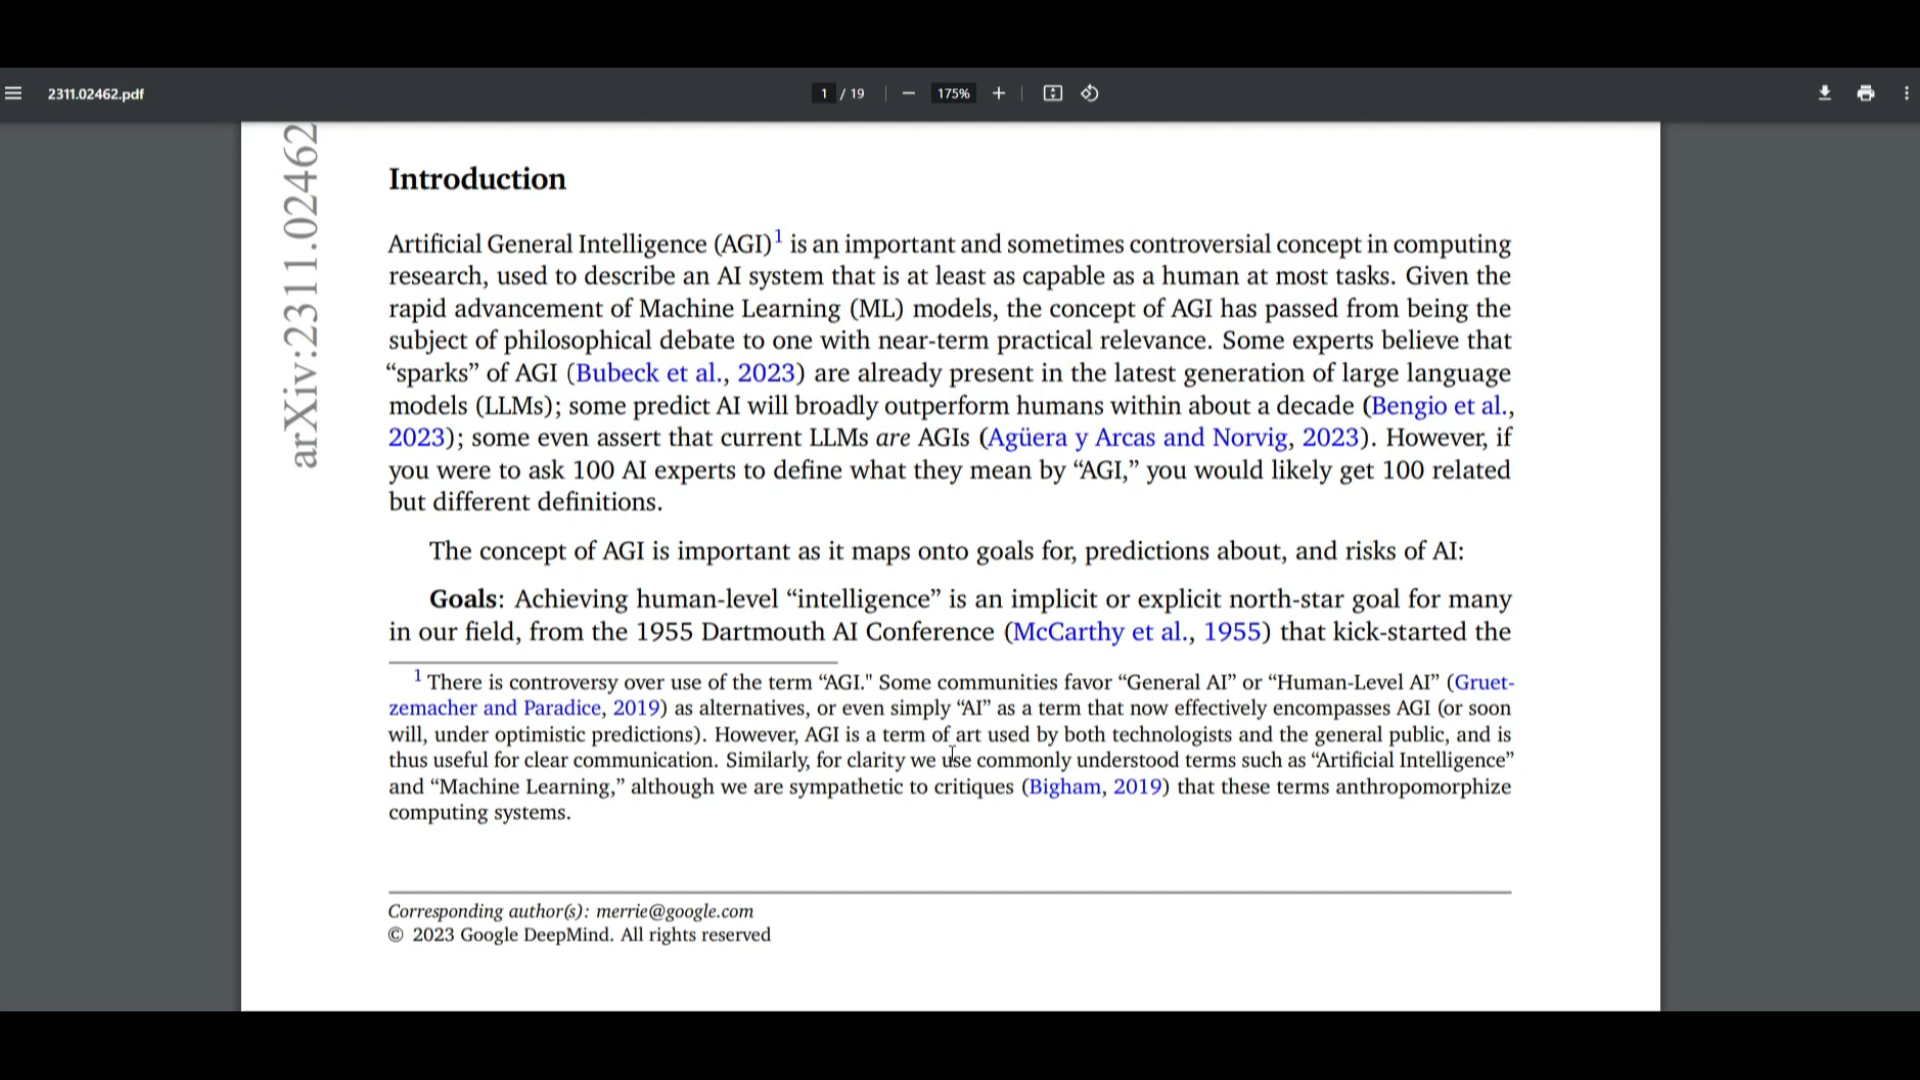 2311.02462.pdf
1 / 19
175%
arXiv:2311.02462
Introduction
Artificial General Intelligence (AGI)1 is an important and sometimes controversial concept in computing
research, used to describe an AI system that is at least as capable as a human at most tasks. Given the
rapid advancement of Machine Learning (ML) models, the concept of AGI has passed from being the
subject of philosophical debate to one with near-term practical relevance. Some experts believe that
“sparks” of AGI (Bubeck et al., 2023) are already present in the latest generation of large language
models (LLMs); some predict AI will broadly outperform humans within about a decade (Bengio et al.,
2023); some even assert that current LLMs are AGIs (Agüera y Arcas and Norvig, 2023). However, if
you were to ask 100 AI experts to define what they mean by “AGI,” you would likely get 100 related
but different definitions.
The concept of AGI is important as it maps onto goals for, predictions about, and risks of AI:
Goals: Achieving human-level “intelligence” is an implicit or explicit north-star goal for many
in our field, from the 1955 Dartmouth AI Conference (McCarthy et al., 1955) that kick-started the
1 There is controversy over use of the term “AGI." Some communities favor “General AI” or “Human-Level AI” (Gruet-
zemacher and Paradice, 2019) as alternatives, or even simply “AI” as a term that now effectively encompasses AGI (or soon
will, under optimistic predictions). However, AGI is a term of art used by both technologists and the general public, and is
thus useful for clear communication. Similarly, for clarity we use commonly understood terms such as “Artificial Intelligence”
and “Machine Learning,” although we are sympathetic to critiques (Bigham, 2019) that these terms anthropomorphize
computing systems.
Corresponding author(s): merrie@google.com
© 2023 Google DeepMind. All rights reserved